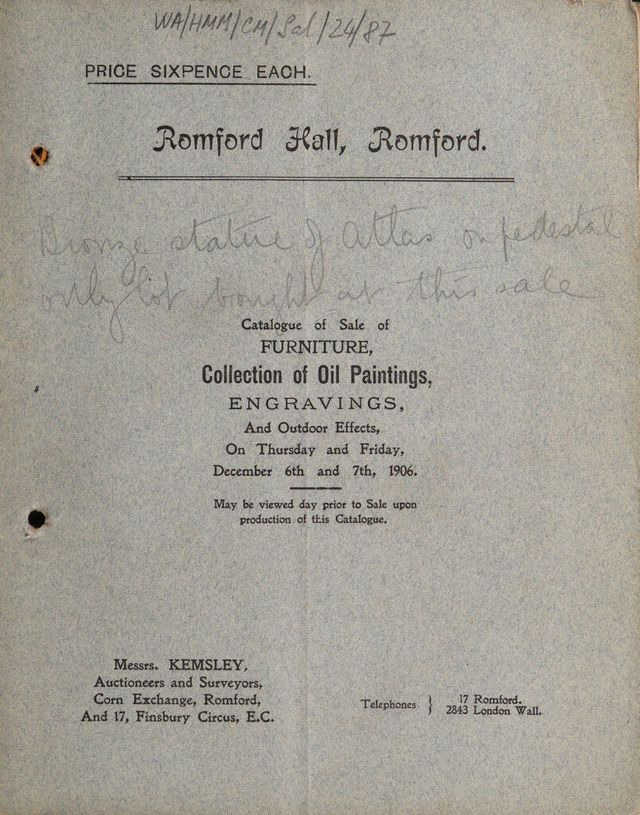 WA/HMM/CM/Sal/24/87
PRICE SIXPENCE EACH.
Romford Hall, Romford.
Bronze statue of Atlas on pedestal
only lot bought at this sale
Catalogue of Sale of
FURNITURE,
Collection of Oil Paintings,
ENGRAVINGS,
And Outdoor Effects,
On Thursday and Friday,
December 6th and 7th, 1906.
May be viewed day prior to Sale upon
production of this Catalogue.
Messrs. KEMSLEY,
Auctioneers and Surveyors,
Corn Exchange, Romford,
And 17, Finsbury Circus, E.C.
Telephones } 17 Romford.
2843 London Wall.